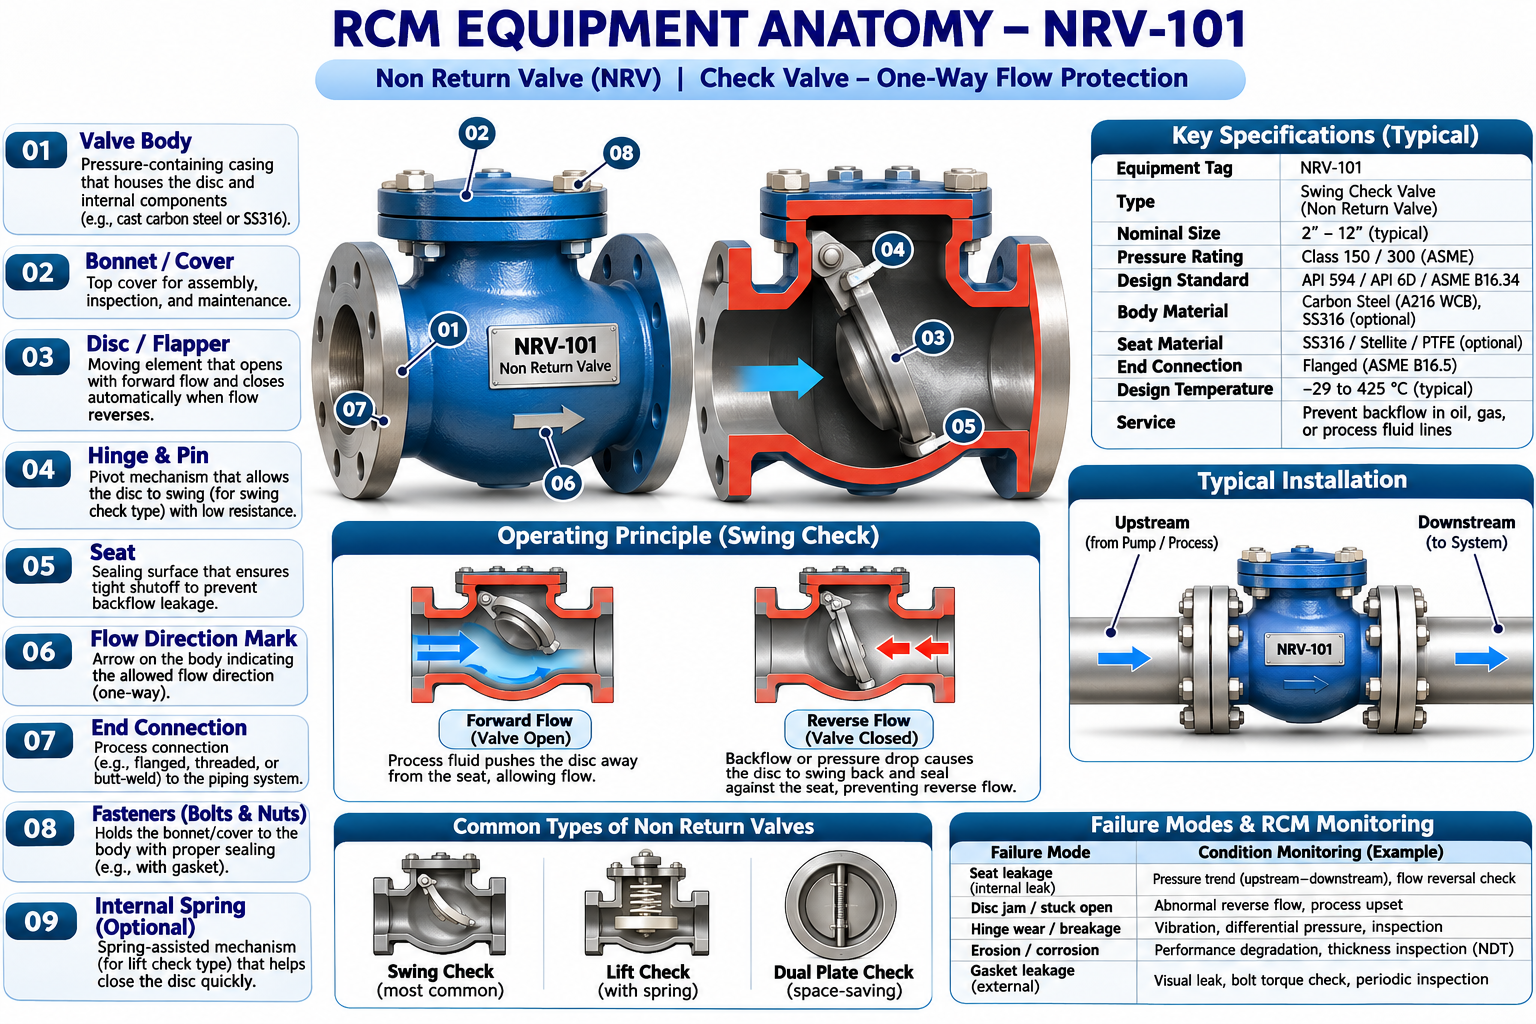 RCM EQUIPMENT ANATOMY – NRV-101
Non Return Valve (NRV) | Check Valve – One-Way Flow Protection
01
Valve Body
Pressure-containing casing
that houses the disc and
internal components
(e.g., cast carbon steel or SS316).
02
Bonnet / Cover
Top cover for assembly,
inspection, and maintenance.
03
Disc / Flapper
Moving element that opens
with forward flow and closes
automatically when flow
reverses.
04
Hinge & Pin
Pivot mechanism that allows
the disc to swing (for swing
check type) with low resistance.
05
Seat
Sealing surface that ensures
tight shutoff to prevent
backflow leakage.
06
Flow Direction Mark
Arrow on the body indicating
the allowed flow direction
(one-way).
07
End Connection
Process connection
(e.g., flanged, threaded, or
butt-weld) to the piping system.
08
Fasteners (Bolts & Nuts)
Holds the bonnet/cover to the
body with proper sealing
(e.g., with gasket).
09
Internal Spring
(Optional)
Spring-assisted mechanism
(for lift check type) that helps
close the disc quickly.
02
08
01
07
06
NRV-101
Non Return Valve
04
03
05
Key Specifications (Typical)
Equipment Tag NRV-101
Type Swing Check Valve
(Non Return Valve)
Nominal Size 2” – 12” (typical)
Pressure Rating Class 150 / 300 (ASME)
Design Standard API 594 / API 6D / ASME B16.34
Body Material Carbon Steel (A216 WCB),
SS316 (optional)
Seat Material SS316 / Stellite / PTFE (optional)
End Connection Flanged (ASME B16.5)
Design Temperature –29 to 425 °C (typical)
Service Prevent backflow in oil, gas,
or process fluid lines
Operating Principle (Swing Check)
Forward Flow
(Valve Open)
Process fluid pushes the disc away
from the seat, allowing flow.
Reverse Flow
(Valve Closed)
Backflow or pressure drop causes
the disc to swing back and seal
against the seat, preventing reverse flow.
Typical Installation
Upstream
(from Pump / Process)
Downstream
(to System)
NRV-101
Common Types of Non Return Valves
Swing Check
(most common)
Lift Check
(with spring)
Dual Plate Check
(space-saving)
Failure Modes & RCM Monitoring
Failure Mode Condition Monitoring (Example)
Seat leakage
(internal leak) Pressure trend (upstream–downstream), flow reversal check
Disc jam / stuck open Abnormal reverse flow, process upset
Hinge wear / breakage Vibration, differential pressure, inspection
Erosion / corrosion Performance degradation, thickness inspection (NDT)
Gasket leakage
(external) Visual leak, bolt torque check, periodic inspection